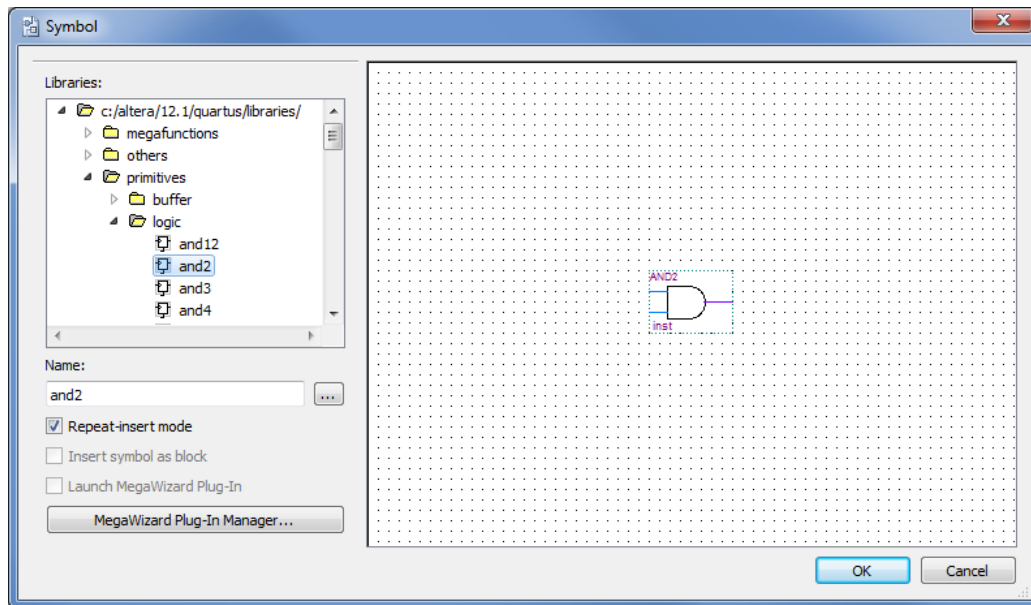 Symbol
Libraries:
c:/altera/12.1/quartus/libraries/
megafunctions
others
primitives
buffer
logic
and12
and2
and3
and4
Name:
and2
...
Repeat-insert mode
Insert symbol as block
Launch MegaWizard Plug-In
MegaWizard Plug-In Manager...
AND2
inst
OK
Cancel